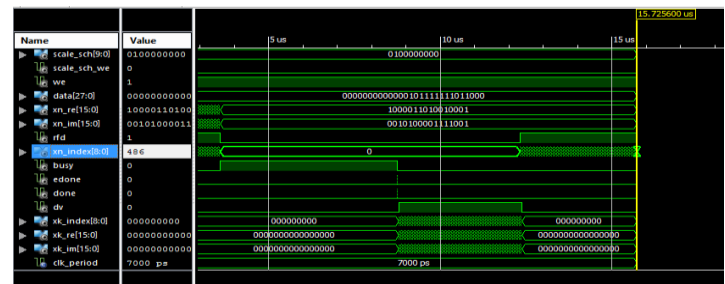 15.725600 us
Name Value
5 us 10 us 15 us
scale_sch[9:0] 0100000000 0100000000
scale_sch_we 0
we 1
data[27:0] 00000000000 0000000000000101111111011000
xn_re[15:0] 10000110100 1000011010010001
xn_im[15:0] 00101000011 0010100001111001
rfd 1
xn_index[8:0] 486 0
busy 0
edone 0
done 0
dv 0
xk_index[8:0] 000000000 000000000 000000000
xk_re[15:0] 00000000000 0000000000000000 0000000000000000
xk_im[15:0] 00000000000 0000000000000000 0000000000000000
clk_period 7000 ps 7000 ps